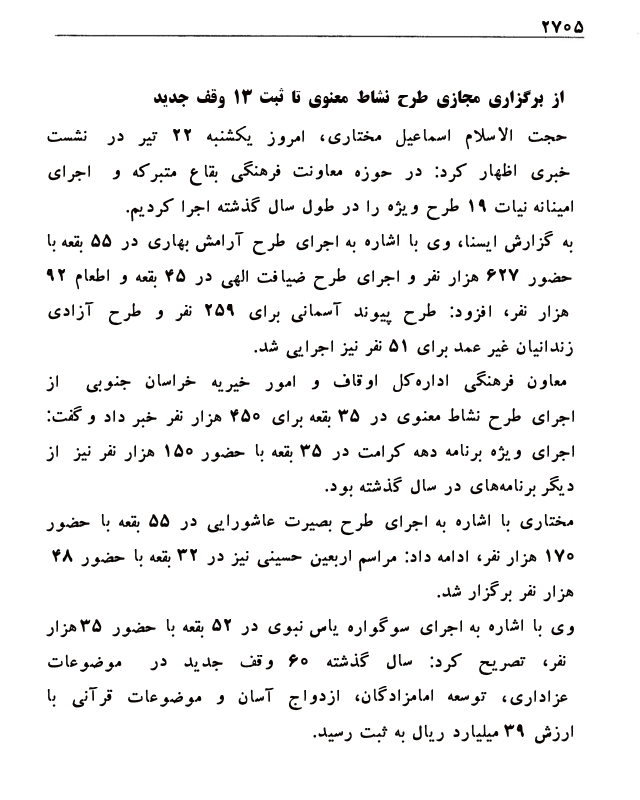 ۲۷۰۵
از برگزاری مجازی طرح نشاط معنوی تا ثبت ۱۳ وقف جدید
حجت الاسلام اسماعیل مختاری، امروز یکشنبه ۲۲ تیر در نشست
خبری اظهار کرد: در حوزه معاونت فرهنگی بقاع متبرکه و اجرای
امینانه نیات ۱۹ طرح ویژه را در طول سال گذشته اجرا کردیم.
به گزارش ایسنا، وی با اشاره به اجرای طرح آرامش بهاری در ۵۵ بقعه با
حضور ۶۲۷ هزار نفر و اجرای طرح ضیافت الهی در ۴۵ بقعه و اطعام ۹۲
هزار نفر، افزود: طرح پیوند آسمانی برای ۲۵۹ نفر و طرح آزادی
زندانیان غیر عمد برای ۵۱ نفر نیز اجرایی شد.
معاون فرهنگی اداره‌کل اوقاف و امور خیریه خراسان جنوبی از
اجرای طرح نشاط معنوی در ۳۵ بقعه برای ۴۵۰ هزار نفر خبر داد و گفت:
اجرای ویژه برنامه دهه کرامت در ۳۵ بقعه با حضور ۱۵۰ هزار نفر نیز از
دیگر برنامه‌های در سال گذشته بود.
مختاری با اشاره به اجرای طرح بصیرت عاشورایی در ۵۵ بقعه با حضور
۱۷۰ هزار نفر، ادامه داد: مراسم اربعین حسینی نیز در ۳۲ بقعه با حضور ۴۸
هزار نفر برگزار شد.
وی با اشاره به اجرای سوگواره یاس نبوی در ۵۲ بقعه با حضور ۳۵هزار
نفر، تصریح کرد: سال گذشته ۶۰ وقف جدید در موضوعات
عزاداری، توسعه امامزادگان، ازدواج آسان و موضوعات قرآنی با
ارزش ۳۹ میلیارد ریال به ثبت رسید.